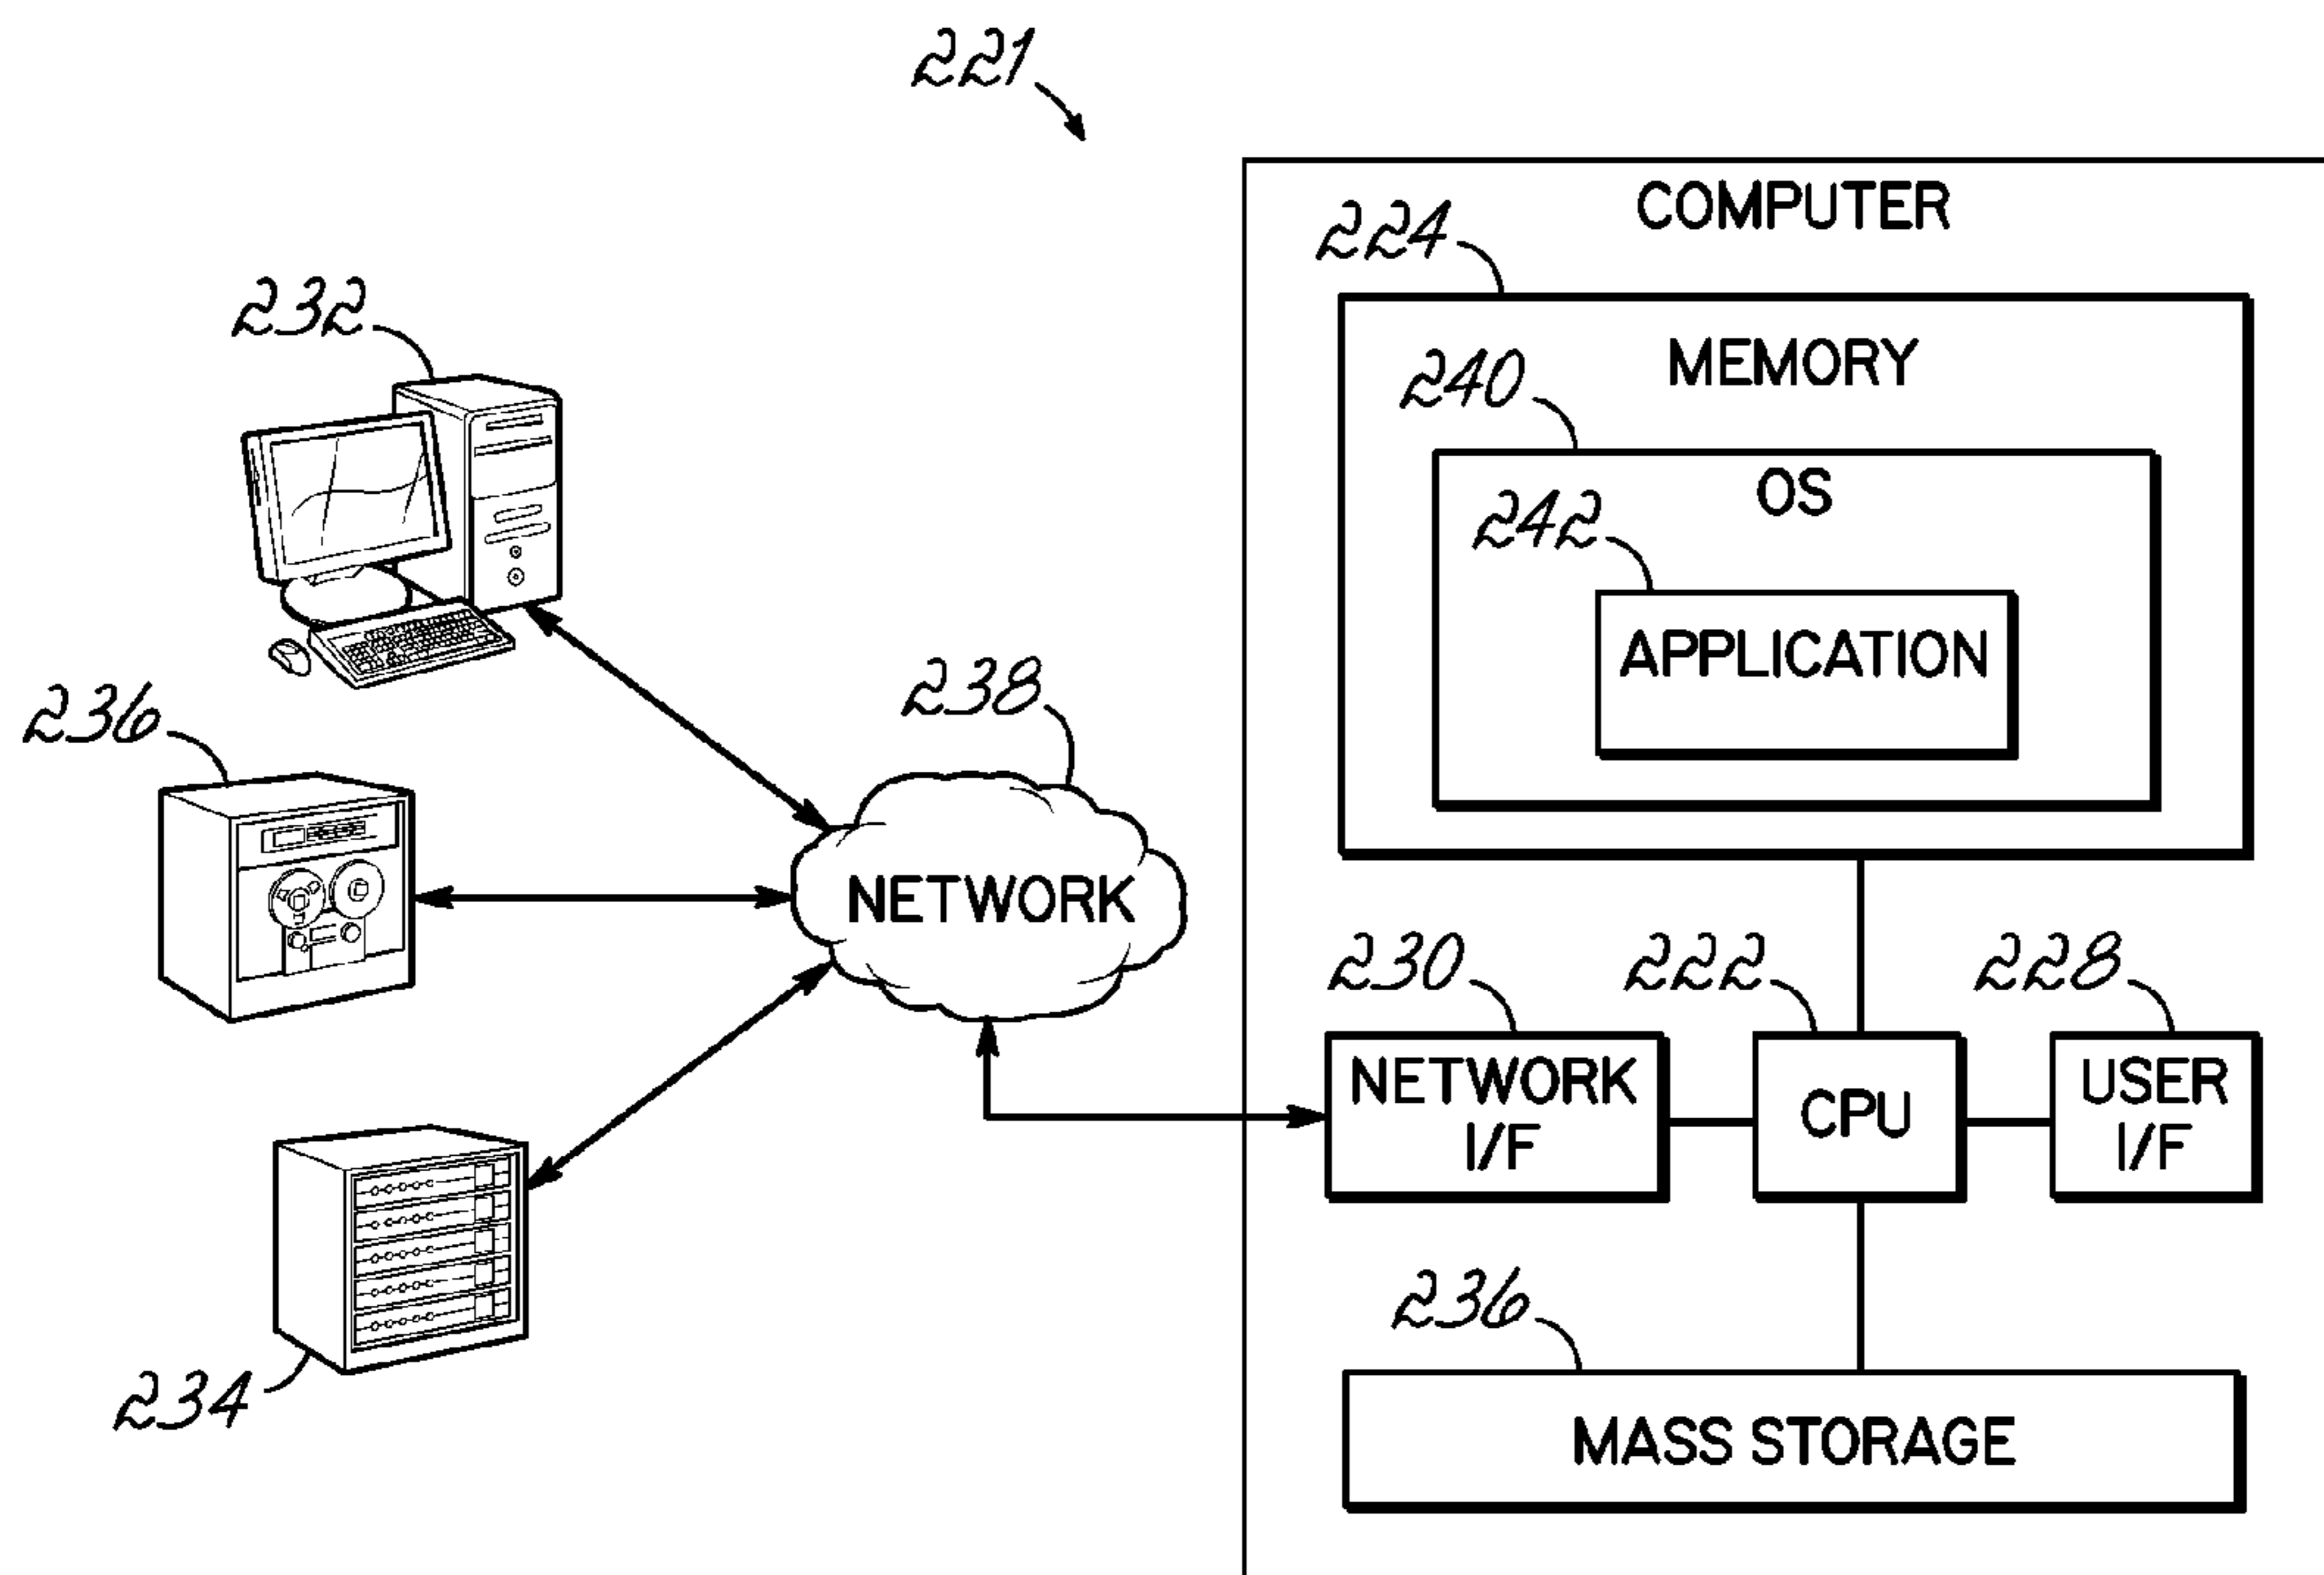 221
COMPUTER
224
MEMORY
232
240
OS
242
APPLICATION
236
238
NETWORK
230
222
228
NETWORK
I/F
CPU
USER
I/F
236
MASS STORAGE
234